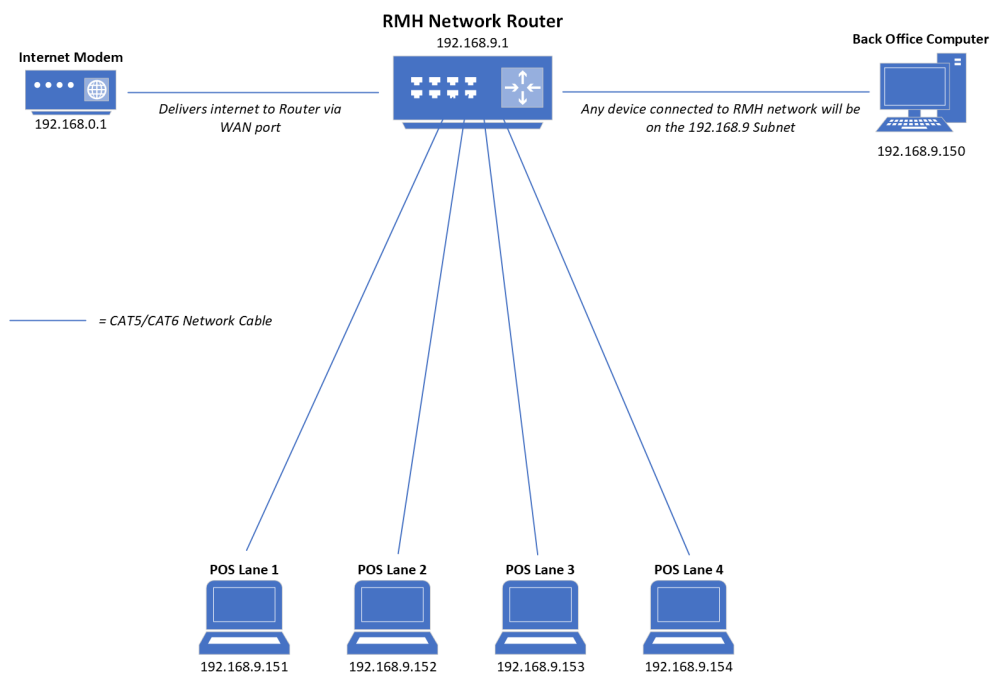 RMH Network Router
192.168.9.1
Internet Modem
192.168.0.1
Delivers internet to Router via
WAN port
Back Office Computer
Any device connected to RMH network will be
on the 192.168.9 Subnet
192.168.9.150
= CAT5/CAT6 Network Cable
POS Lane 1
192.168.9.151
POS Lane 2
192.168.9.152
POS Lane 3
192.168.9.153
POS Lane 4
192.168.9.154